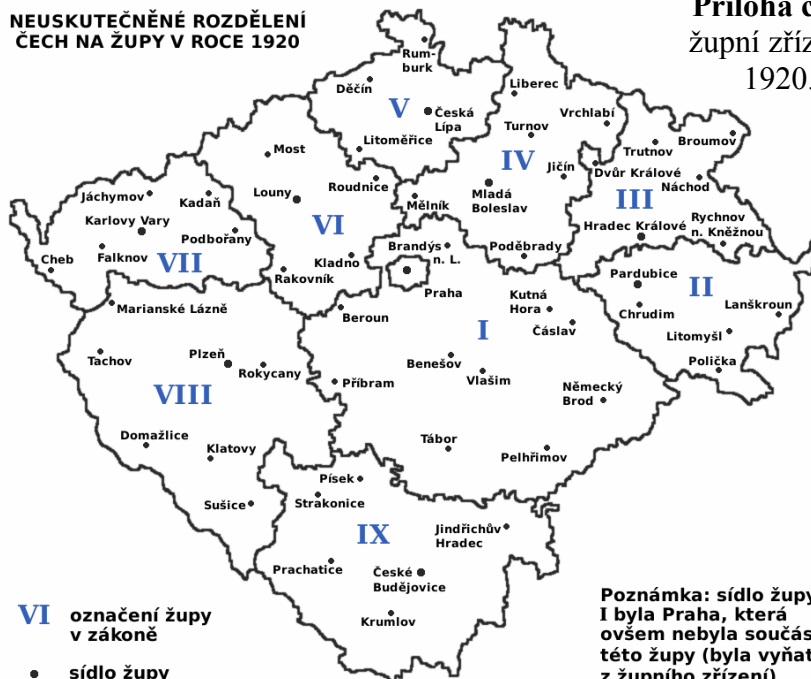 NEUSKUTEČNĚNÉ ROZDĚLENÍ
ČECH NA ŽUPY V ROCE 1920
Příloha č
župní zříz
1920.
Rum-
burk
Děčín
V
Česká
Lípa
Litoměřice
Liberec
Vrchlabí
Turnov
IV
Jičín
Mladá
Boleslav
Mělník
Poděbrady
Broumov
Trutnov
Dvůr Králové
Náchod
III
Rychnov
n. Kněžnou
Hradec Králové
Most
Louny
Roudnice
VI
Kladno
Rakovník
Jáchymov
Kadaň
Karlovy Vary
Podbořany
Cheb
Falknov
VII
Brandýs
n. L.
Praha
Kutná
Hora
Čáslav
Beroun
I
Benešov
Vlašim
Příbram
Německý
Brod
Tábor
Pelhřimov
Pardubice
II
Chrudim
Lanškroun
Litomyšl
Polička
Marianské Lázně
Tachov
Plzeň
Rokycany
VIII
Domažlice
Klatovy
Sušice
Písek
Strakonice
IX
Jindřichův
Hradec
Prachatice
České
Budějovice
Krumlov
VI označení župy
v zákoně
sídlo župy
Poznámka: sídlo župy
I byla Praha, která
ovšem nebyla součás
této župy (byla vyňat
z župního zřízení)